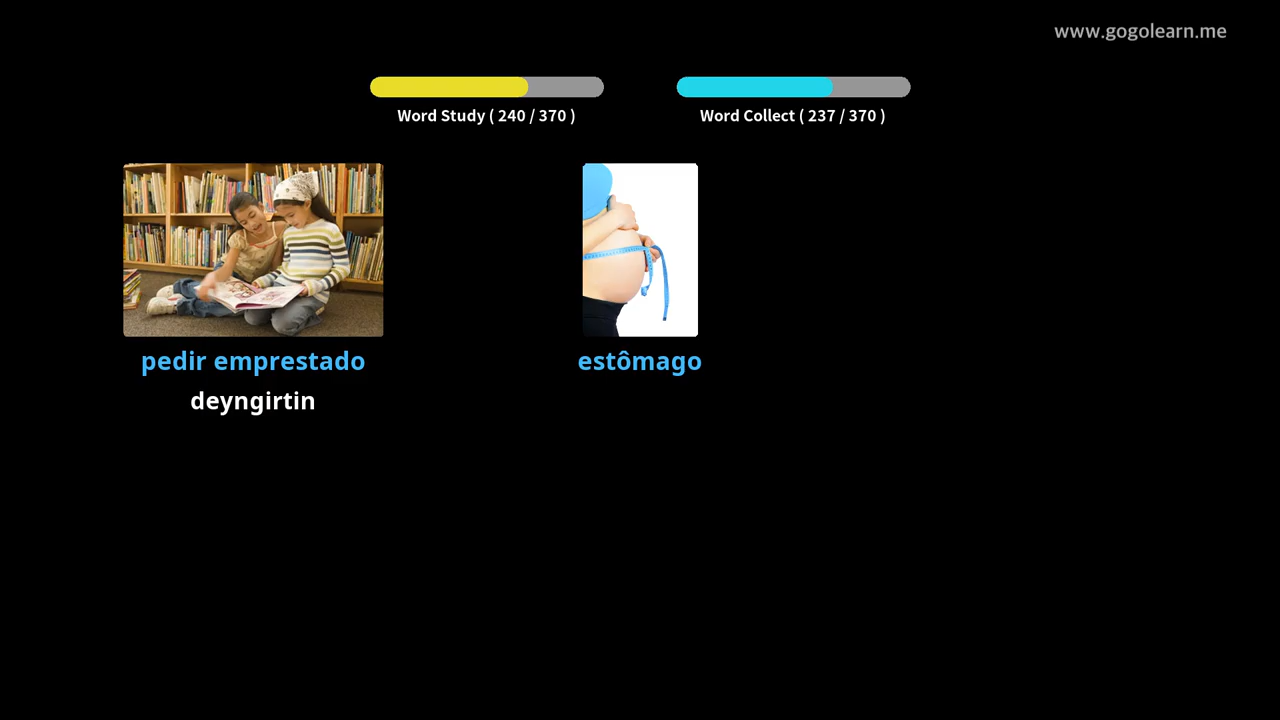 www.gogolearn.me
Word Study ( 240 / 370 )
Word Collect ( 237 / 370 )
pedir emprestado
deyngirtin
estômago